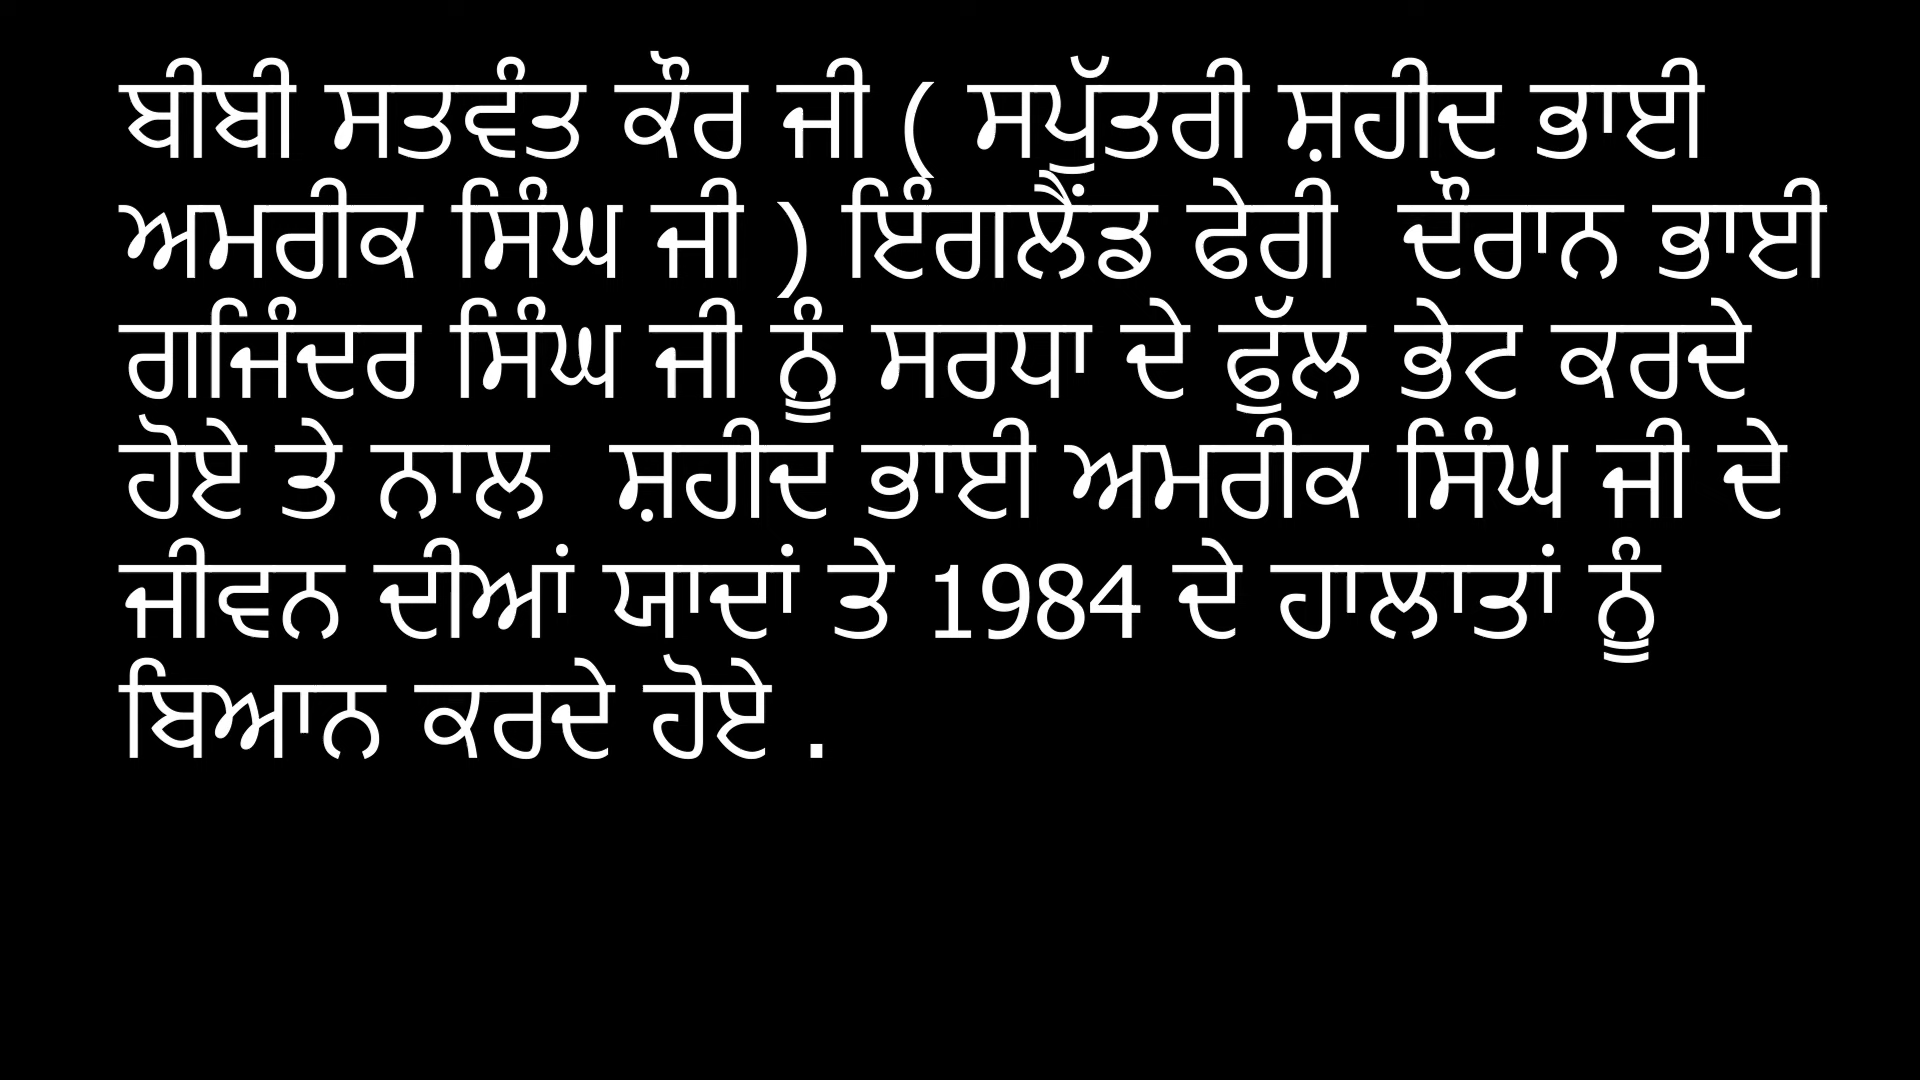 ਬੀਬੀ ਸਤਵੰਤ ਕੌਰ ਜੀ ( ਸਪੁੱਤਰੀ ਸ਼ਹੀਦ ਭਾਈ
ਅਮਰੀਕ ਸਿੰਘ ਜੀ ) ਇੰਗਲੈਂਡ ਫੇਰੀ  ਦੌਰਾਨ ਭਾਈ
ਗਜਿੰਦਰ ਸਿੰਘ ਜੀ ਨੂੰ ਸਰਧਾ ਦੇ ਫੁੱਲ ਭੇਟ ਕਰਦੇ
ਹੋਏ ਤੇ ਨਾਲ  ਸ਼ਹੀਦ ਭਾਈ ਅਮਰੀਕ ਸਿੰਘ ਜੀ ਦੇ
ਜੀਵਨ ਦੀਆਂ ਯਾਦਾਂ ਤੇ 1984 ਦੇ ਹਾਲਾਤਾਂ ਨੂੰ
ਬਿਆਨ ਕਰਦੇ ਹੋਏ .